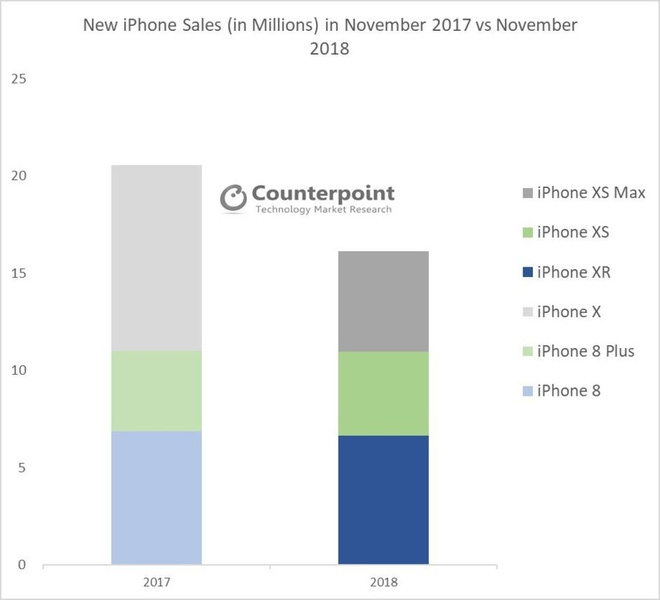 New iPhone Sales (in Millions) in November 2017 vs November
2018
25
20
15
10
5
0
Counterpoint
Technology Market Research
iPhone XS Max
iPhone XS
iPhone XR
iPhone X
iPhone 8 Plus
iPhone 8
2017
2018